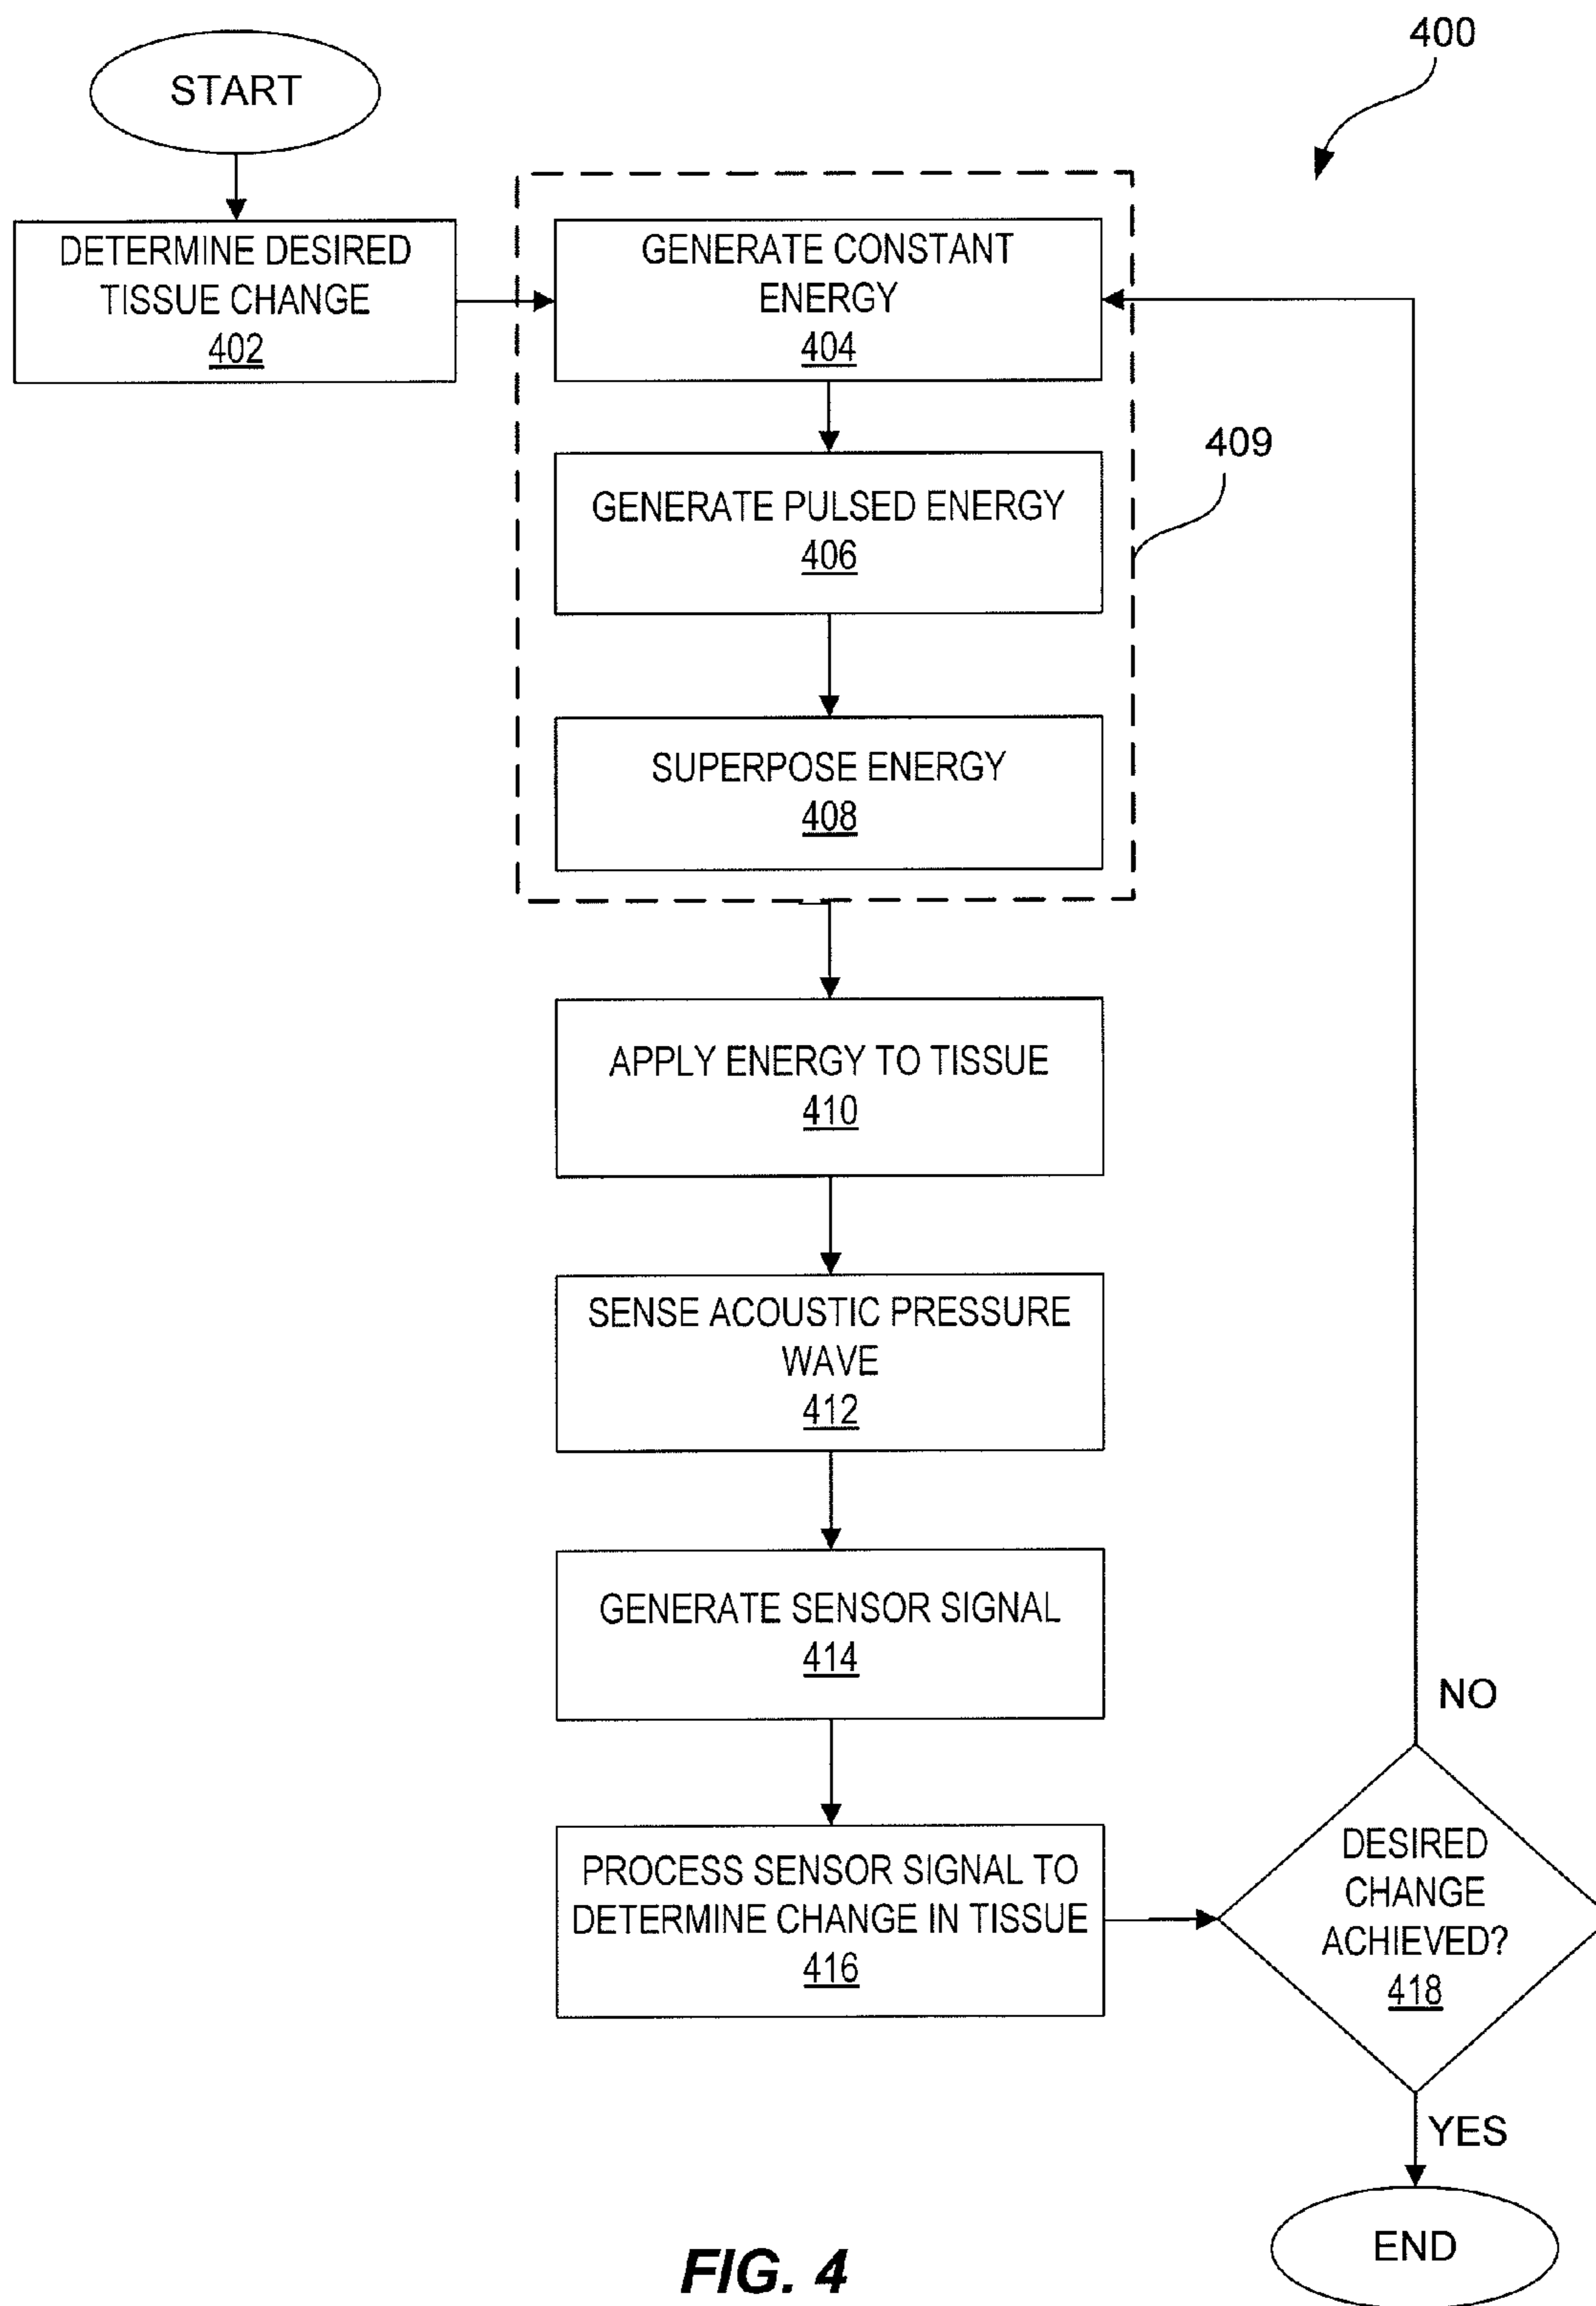 400
START
DETERMINE DESIRED
TISSUE CHANGE
402
GENERATE CONSTANT
ENERGY
404
409
GENERATE PULSED ENERGY
406
SUPERPOSE ENERGY
408
APPLY ENERGY TO TISSUE
410
SENSE ACOUSTIC PRESSURE
WAVE
412
GENERATE SENSOR SIGNAL
414
PROCESS SENSOR SIGNAL TO
DETERMINE CHANGE IN TISSUE
416
NO
DESIRED
CHANGE
ACHIEVED?
418
YES
END
FIG. 4